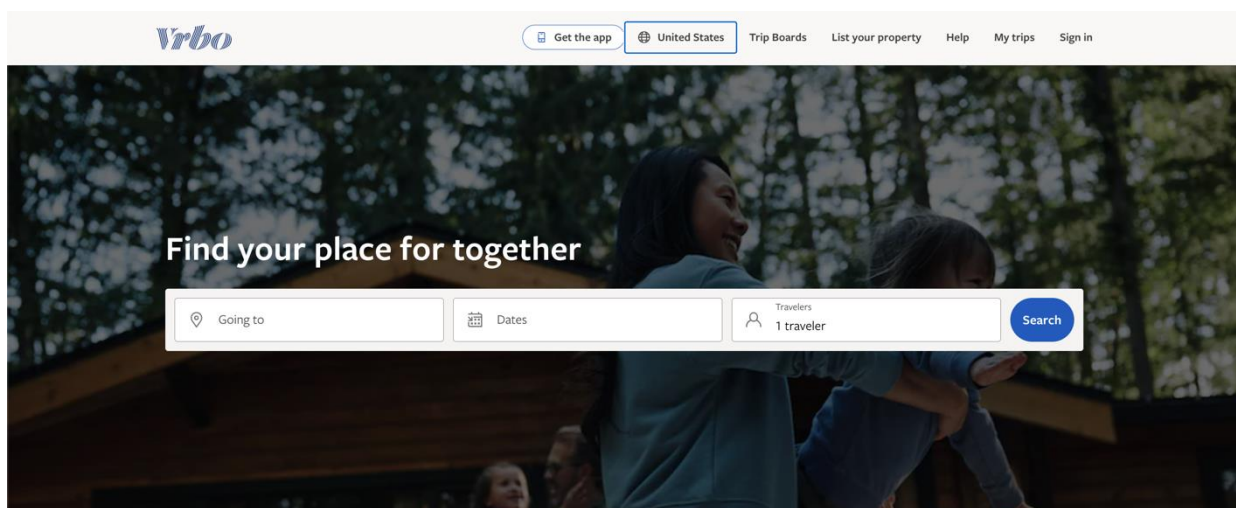 Vrbo
Get the app
United States
Trip Boards
List your property
Help
My trips
Sign in
Find your place for together
Going to
Dates
Travelers
1 traveler
Search